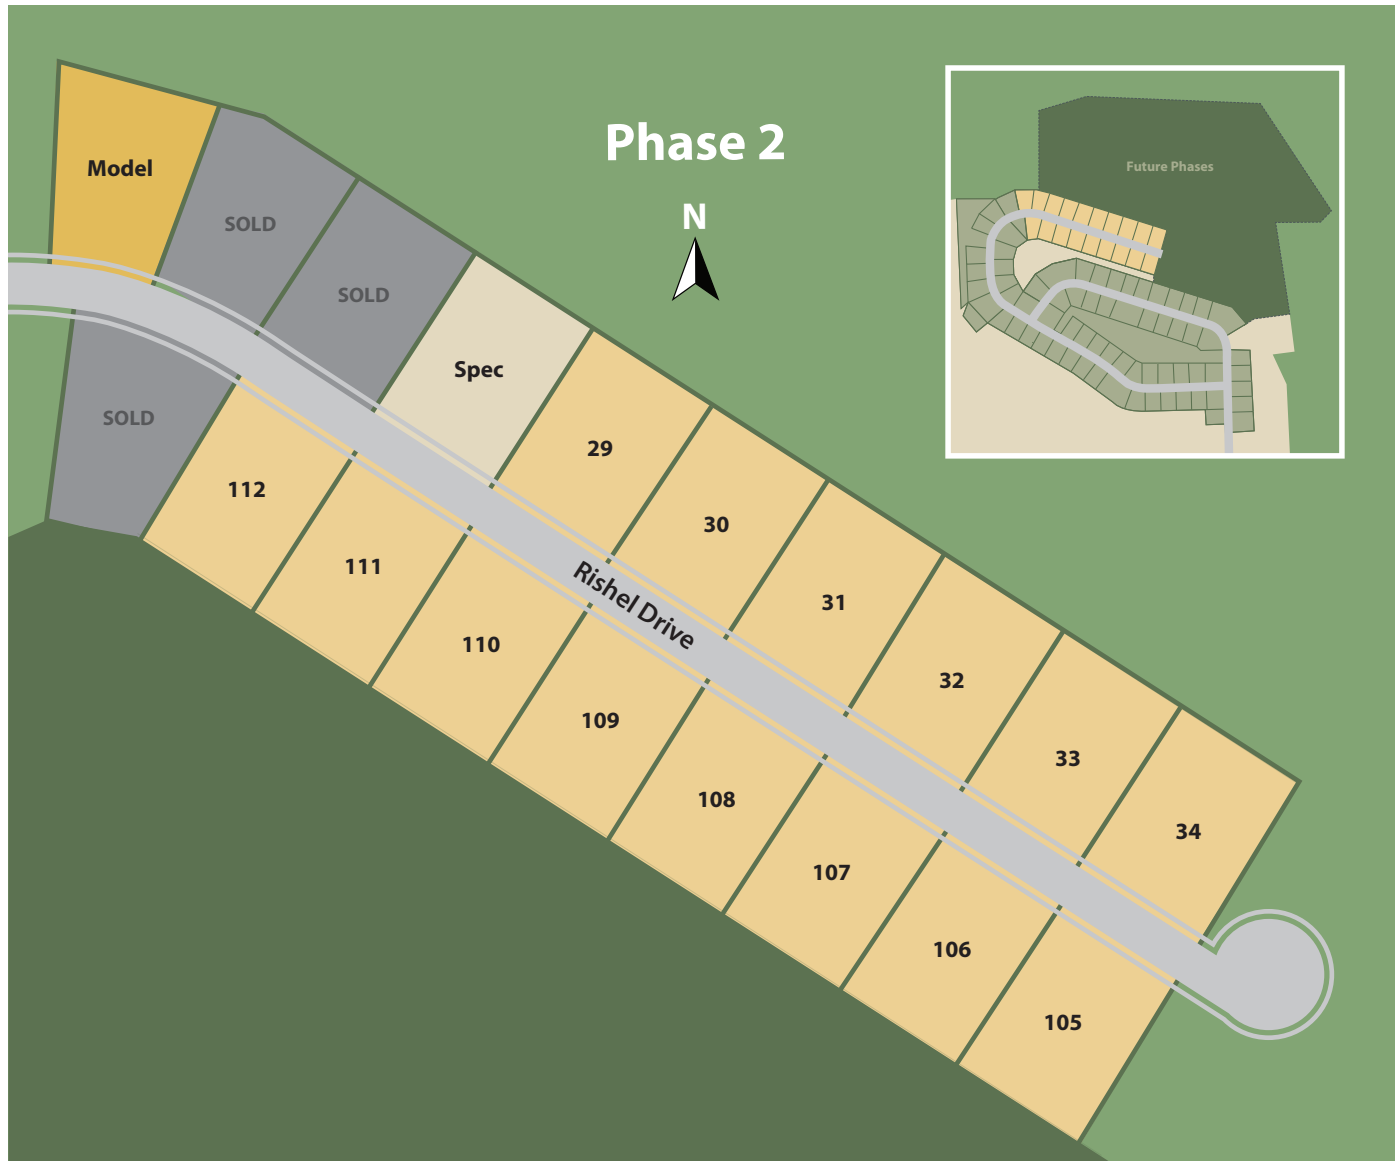 Phase 2
N
Future Phases
Model
SOLD
SOLD
Spec
29
30
31
32
33
34
Rishel Drive
SOLD
112
111
110
109
108
107
106
105